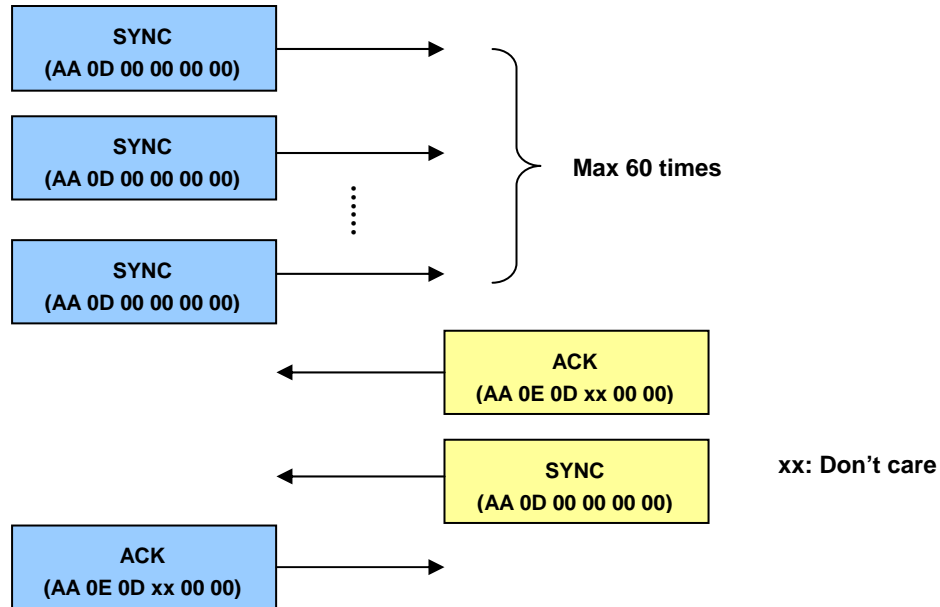 SYNC
(AA 0D 00 00 00 00)
SYNC
(AA 0D 00 00 00 00)
Max 60 times
SYNC
(AA 0D 00 00 00 00)
ACK
(AA 0E 0D xx 00 00)
SYNC
(AA 0D 00 00 00 00)
xx: Don’t care
ACK
(AA 0E 0D xx 00 00)